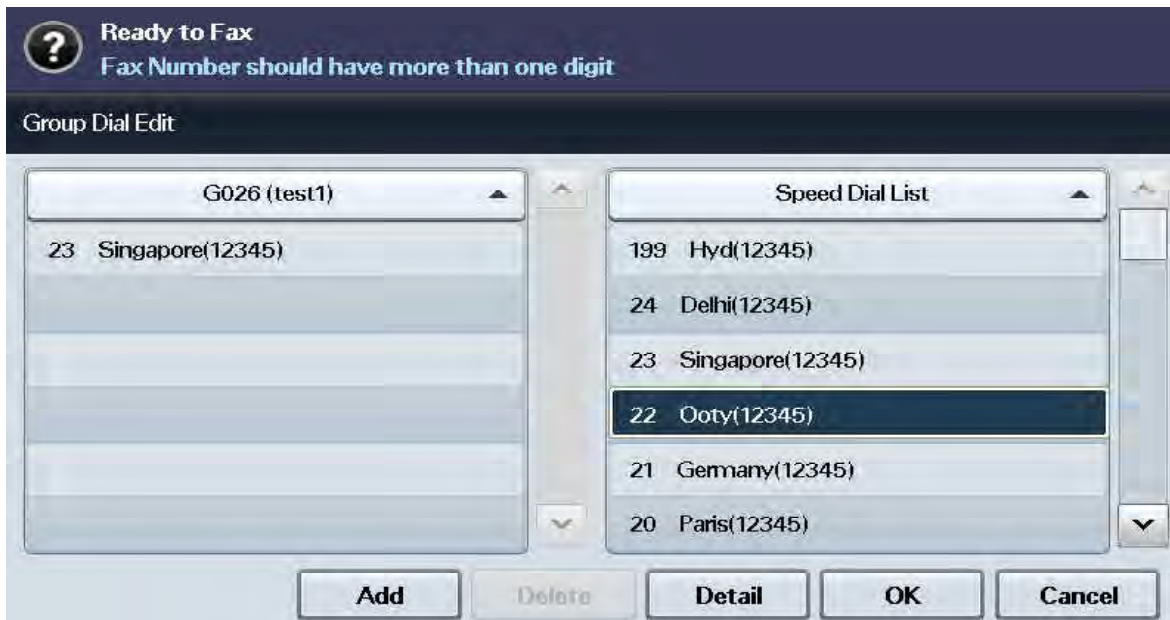 Ready to Fax
Fax Number should have more than one digit
Group Dial Edit
G026 (test1)
23 Singapore(12345)
Speed Dial List
199 Hyd(12345)
24 Delhi(12345)
23 Singapore(12345)
22 Ooty(12345)
21 Germany(12345)
20 Paris(12345)
Add Delete Detail OK Cancel